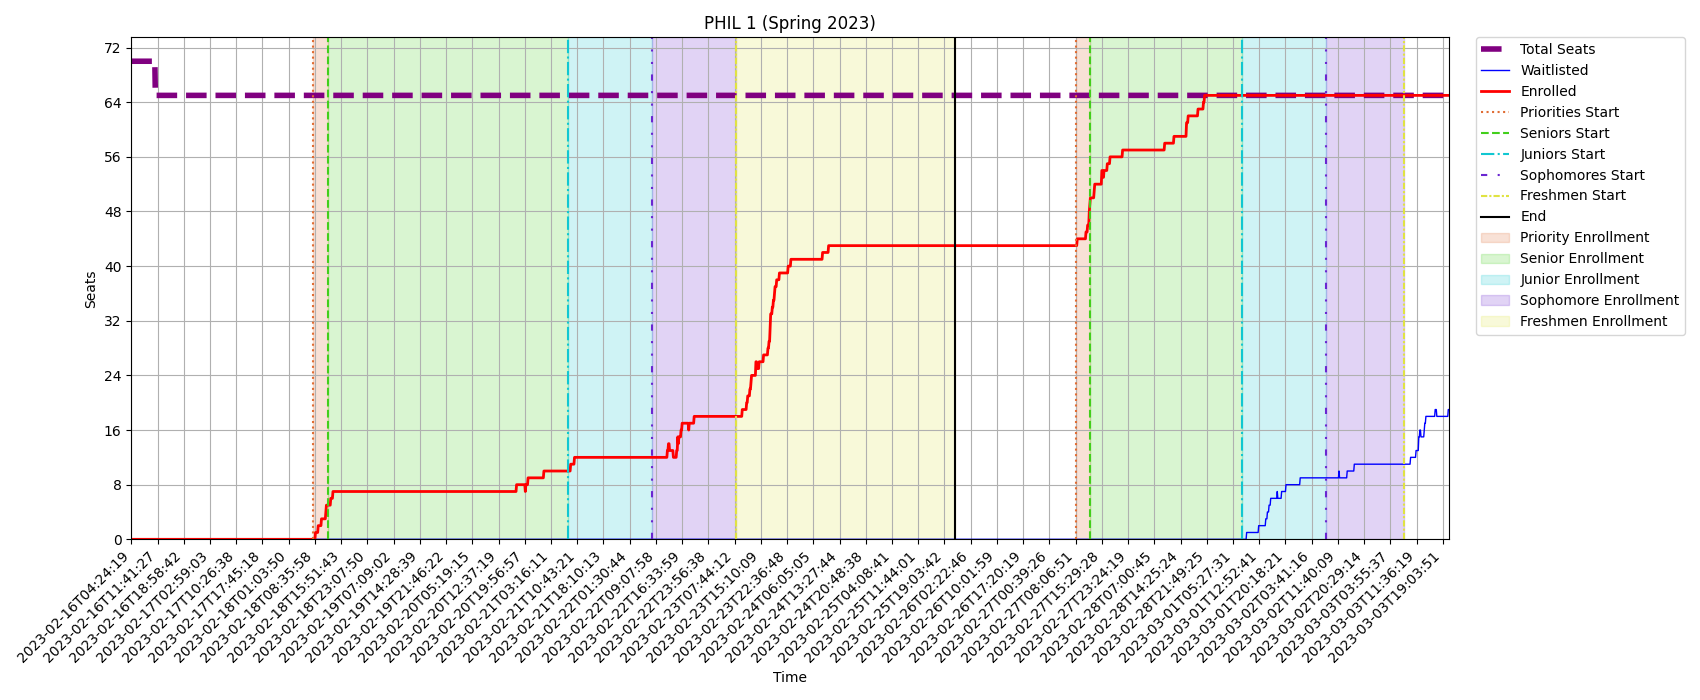 PHIL 1 (Spring 2023)
72
64
56
48
40
32
24
16
8
0
Seats
2023-02-16T04:24:19
2023-02-16T11:41:27
2023-02-16T18:58:42
2023-02-17T02:59:03
2023-02-17T10:26:38
2023-02-17T17:45:18
2023-02-18T01:03:50
2023-02-18T08:35:58
2023-02-18T15:51:43
2023-02-18T23:07:50
2023-02-19T07:09:02
2023-02-19T14:28:39
2023-02-19T21:46:22
2023-02-20T05:19:15
2023-02-20T12:37:19
2023-02-20T19:56:57
2023-02-21T03:16:11
2023-02-21T10:43:21
2023-02-21T18:10:13
2023-02-22T01:30:44
2023-02-22T09:07:58
2023-02-22T16:33:59
2023-02-22T23:56:38
2023-02-23T07:44:12
2023-02-23T15:10:09
2023-02-23T22:36:48
2023-02-24T06:05:05
2023-02-24T13:27:44
2023-02-24T20:48:38
2023-02-25T04:08:41
2023-02-25T11:44:01
2023-02-25T19:03:42
2023-02-26T02:22:46
2023-02-26T10:01:59
2023-02-26T17:20:19
2023-02-27T00:39:26
2023-02-27T08:06:51
2023-02-27T15:29:28
2023-02-27T23:24:19
2023-02-28T07:00:45
2023-02-28T14:25:24
2023-02-28T21:49:25
2023-03-01T05:27:31
2023-03-01T12:52:41
2023-03-01T20:18:21
2023-03-02T03:41:16
2023-03-02T11:40:09
2023-03-02T20:29:14
2023-03-03T03:55:37
2023-03-03T11:36:19
2023-03-03T19:03:51
Time
Total Seats
Waitlisted
Enrolled
Priorities Start
Seniors Start
Juniors Start
Sophomores Start
Freshmen Start
End
Priority Enrollment
Senior Enrollment
Junior Enrollment
Sophomore Enrollment
Freshmen Enrollment